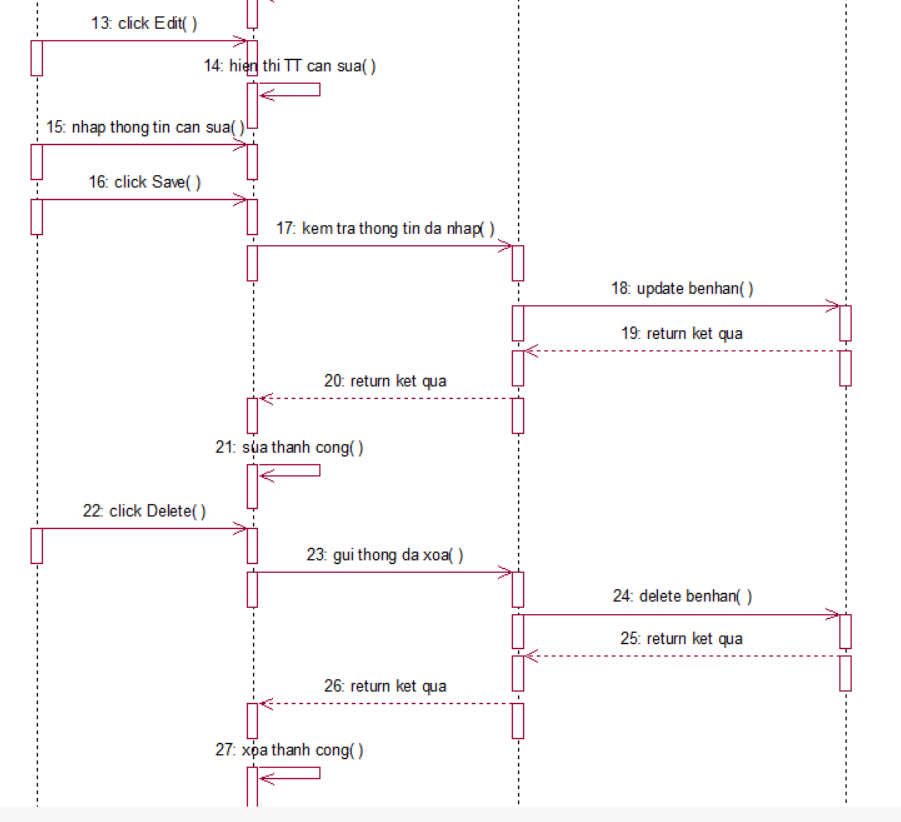 13: click Edit( )
14: hien thi TT can sua( )
15: nhap thong tin can sua( )
16: click Save( )
17: kem tra thong tin da nhap( )
18: update benhan( )
19: return ket qua
20: return ket qua
21: sua thanh cong( )
22: click Delete( )
23: gui thong da xoa( )
24: delete benhan( )
25: return ket qua
26: return ket qua
27: xoa thanh cong( )